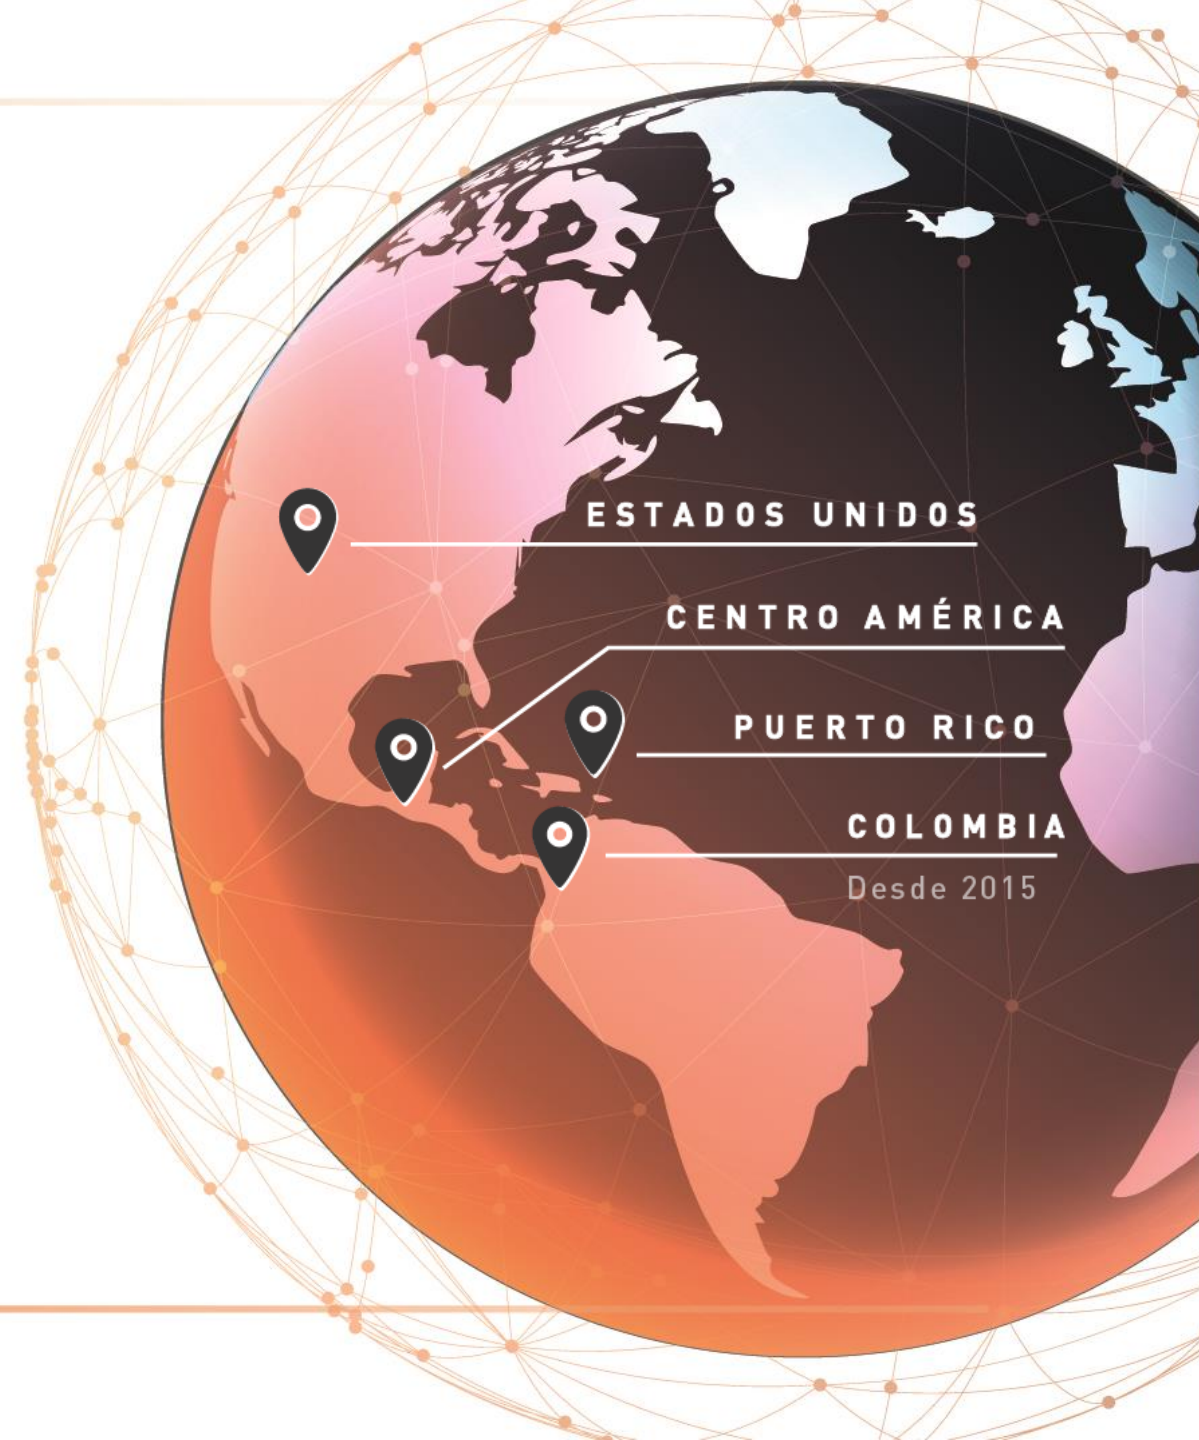 ESTADOS UNIDOS
CENTRO AMÉRICA
PUERTO RICO
COLOMBIA
Desde 2015